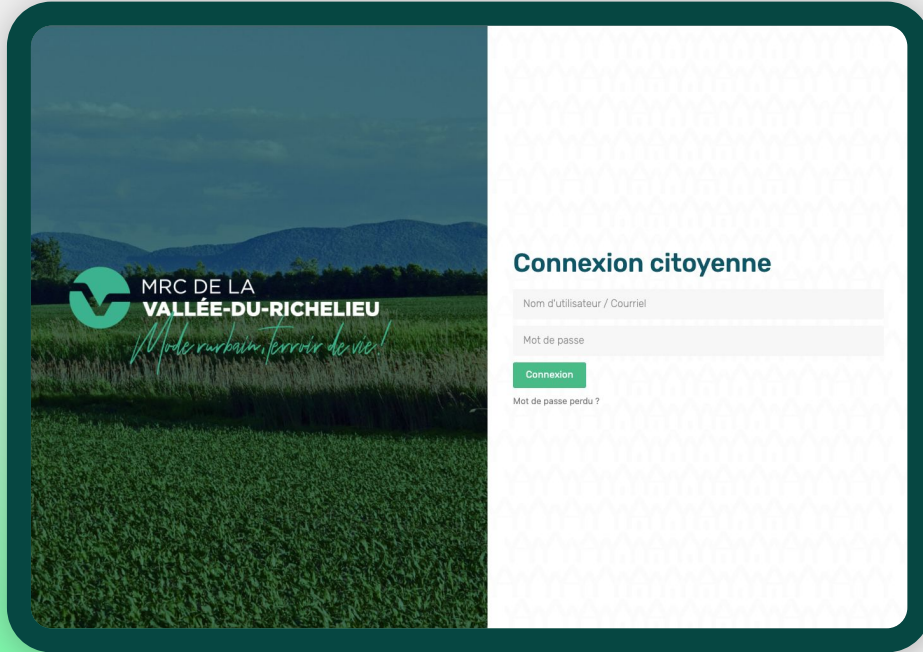 MRC DE LA
VALLÉE-DU-RICHELIEU
Mode rurbain, terroir de vie !
Connexion citoyenne
Nom d'utilisateur / Courriel
Mot de passe
Connexion
Mot de passe perdu ?